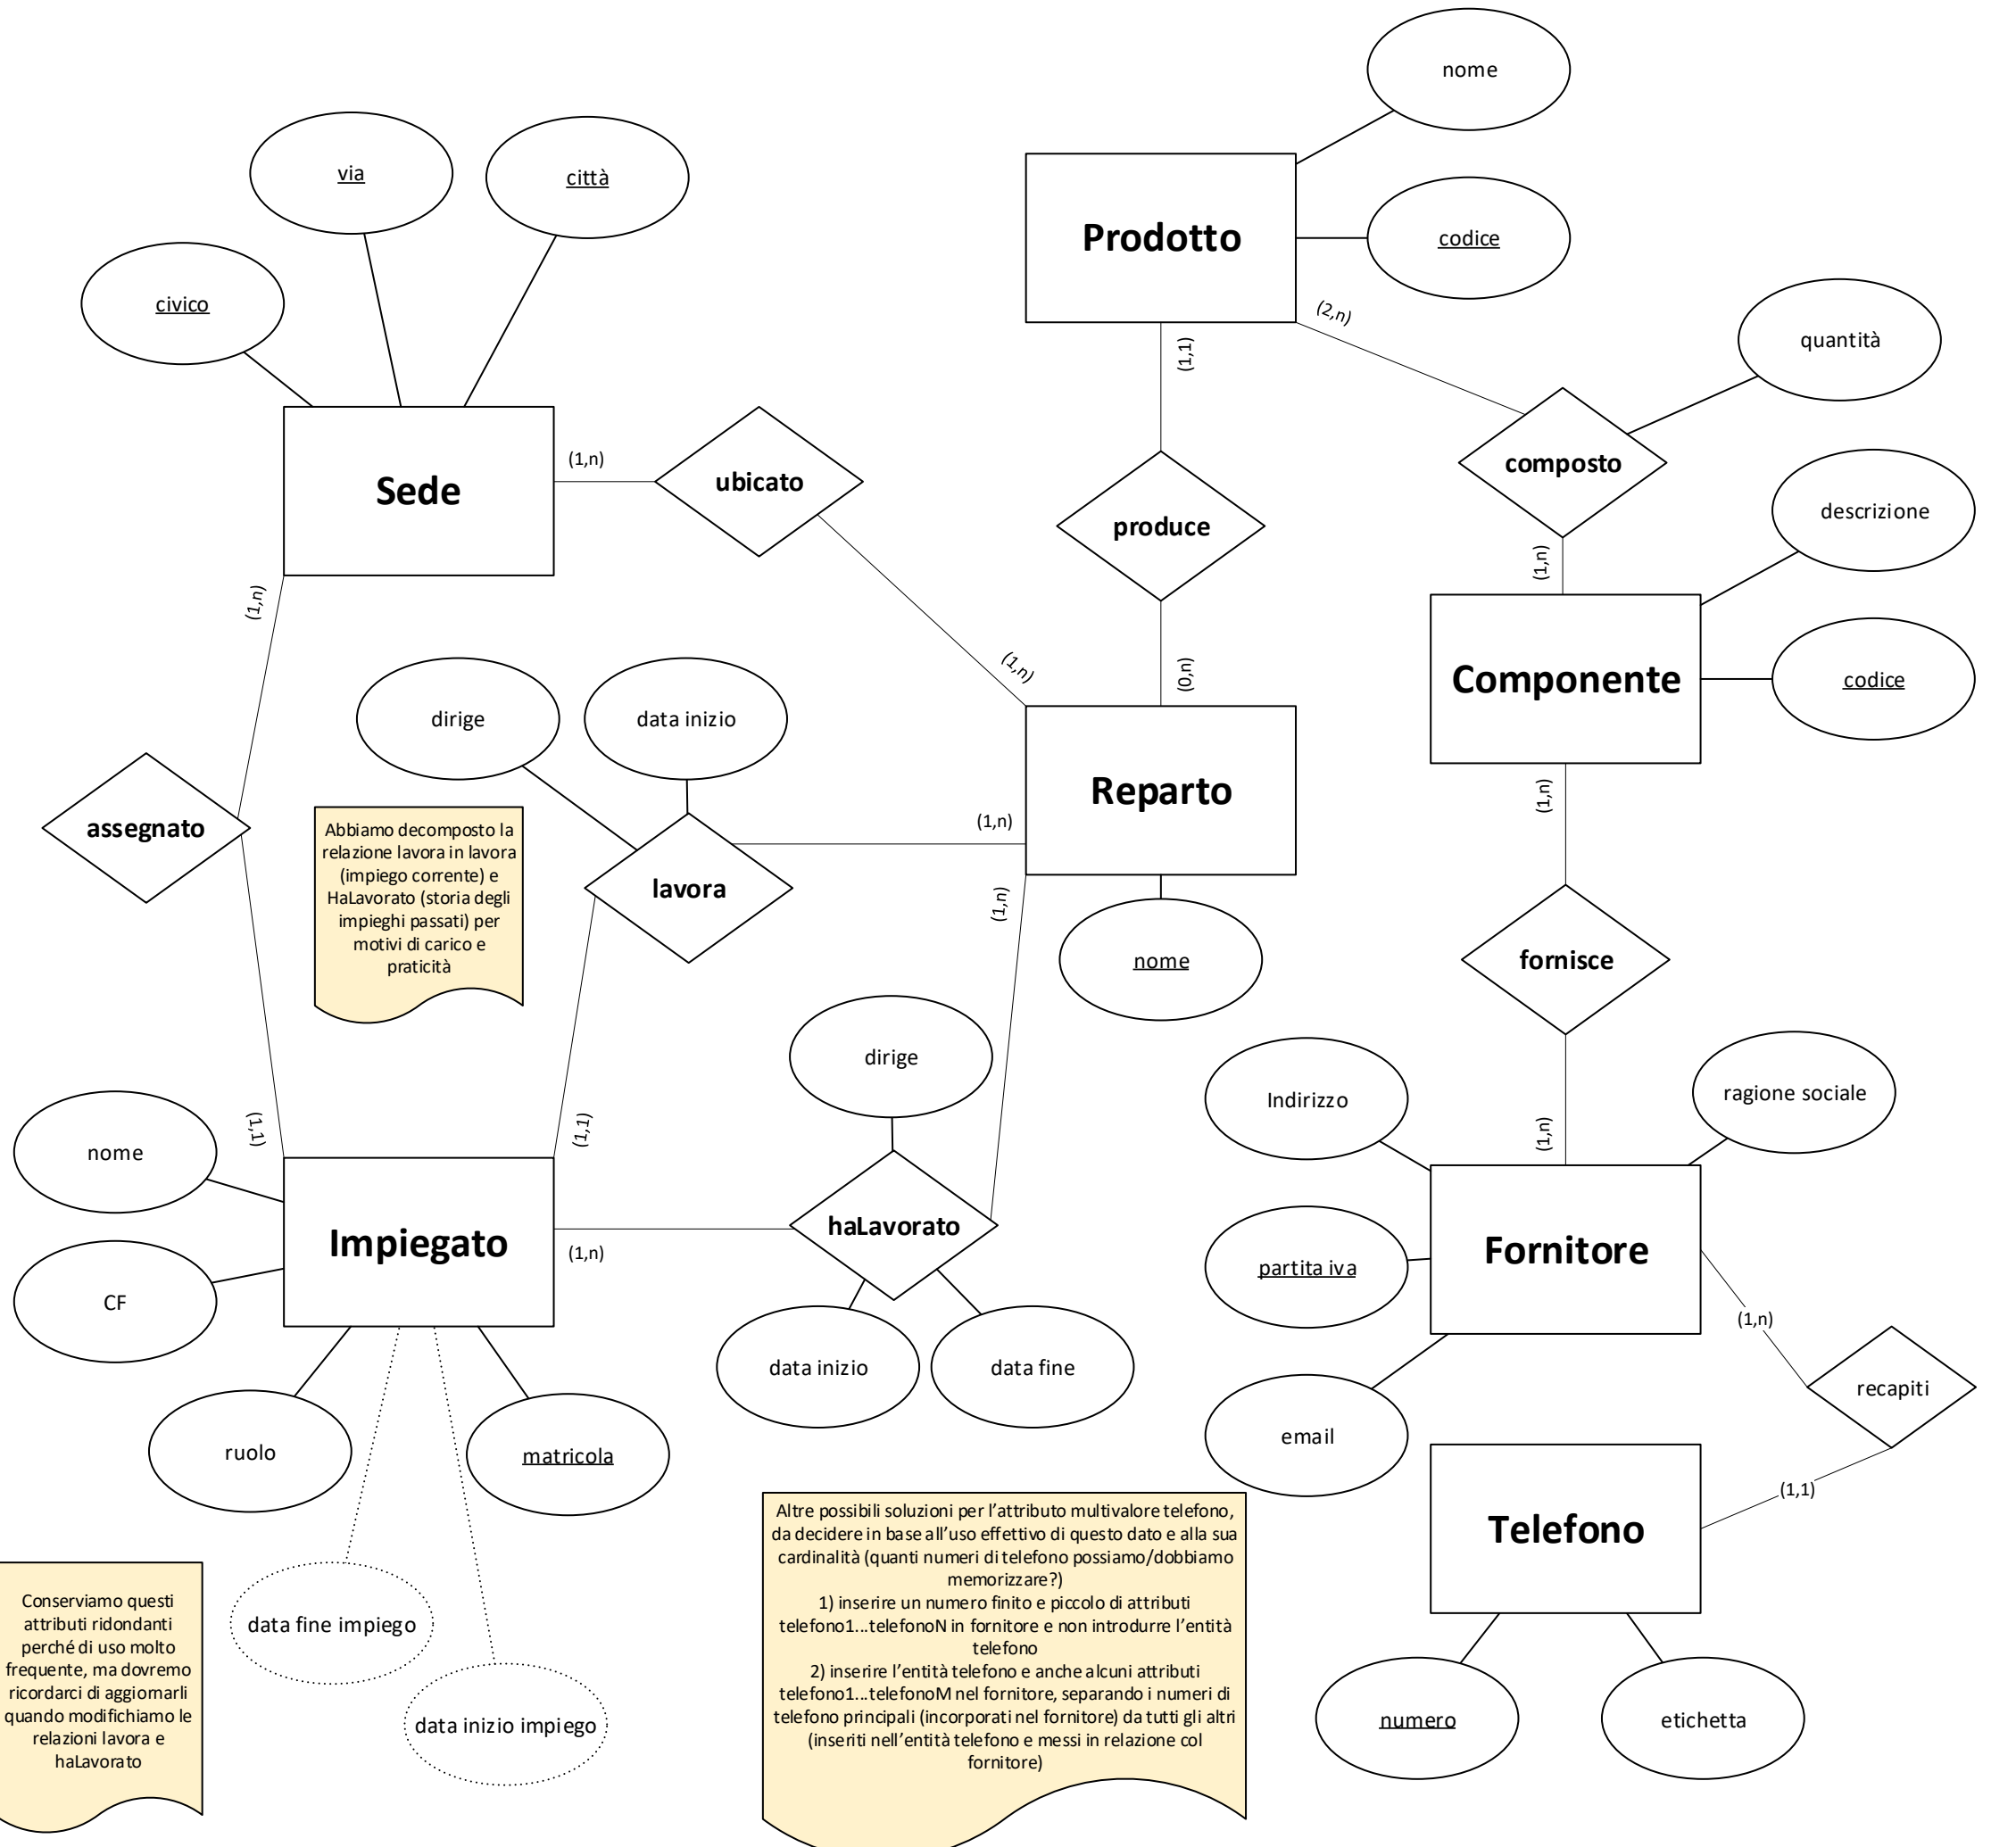 nome
via
città
Prodotto
codice
civico
(2,n)
quantità
(1,1)
Sede
(1,n)
ubicato
composto
descrizione
produce
(1,n)
(1,n)
(1,n)
Componente
codice
(0,n)
dirige
data inizio
Reparto
(1,n)
(1,n)
assegnato
Abbiamo decomposto la
relazione lavora in lavora
(impiego corrente) e
HaLavorato (storia degli
impieghi passati) per
motivi di carico e
praticità
lavora
(1,n)
nome
fornisce
dirige
Indirizzo
ragione sociale
(1,1)
(1,1)
(1,n)
nome
Impiegato
(1,n)
haLavorato
Fornitore
partita iva
CF
(1,n)
data inizio
data fine
recapiti
ruolo
matricola
email
(1,1)
Telefono
Altre possibili soluzioni per l'attributo multivalore telefono,
da decidere in base all'uso effettivo di questo dato e alla sua
cardinalità (quanti numeri di telefono possiamo/dobbiamo
memorizzare?)
1) inserire un numero finito e piccolo di attributi
telefono1...telefonoN in fornitore e non introdurre l'entità
telefono
2) inserire l'entità telefono e anche alcuni attributi
telefono1...telefonoM nel fornitore, separando i numeri di
telefono principali (incorporati nel fornitore) da tutti gli altri
(inseriti nell'entità telefono e messi in relazione col
fornitore)
Conserviamo questi
attributi ridondanti
perché di uso molto
frequente, ma dovremo
ricordarci di aggiornarli
quando modifichiamo le
relazioni lavora e
haLavorato
data fine impiego
data inizio impiego
numero
etichetta